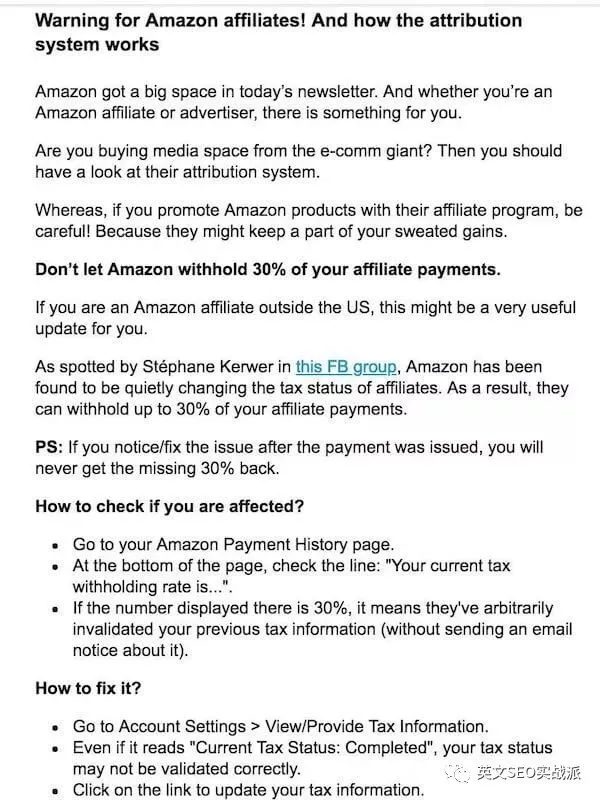 Warning for Amazon affiliates! And how the attribution
system works
Amazon got a big space in today’s newsletter. And whether you’re an
Amazon affiliate or advertiser, there is something for you.
Are you buying media space from the e-comm giant? Then you should
have a look at their attribution system.
Whereas, if you promote Amazon products with their affiliate program, be
careful! Because they might keep a part of your sweated gains.
Don’t let Amazon withhold 30% of your affiliate payments.
If you are an Amazon affiliate outside the US, this might be a very useful
update for you.
As spotted by Stéphane Kerwer in this FB group, Amazon has been
found to be quietly changing the tax status of affiliates. As a result, they
can withhold up to 30% of your affiliate payments.
PS: If you notice/fix the issue after the payment was issued, you will
never get the missing 30% back.
How to check if you are affected?
• Go to your Amazon Payment History page.
• At the bottom of the page, check the line: "Your current tax
withholding rate is...".
• If the number displayed there is 30%, it means they've arbitrarily
invalidated your previous tax information (without sending an email
notice about it).
How to fix it?
• Go to Account Settings > View/Provide Tax Information.
• Even if it reads "Current Tax Status: Completed", your tax status
may not be validated correctly.
• Click on the link to update your tax information.
英文SEO实战派